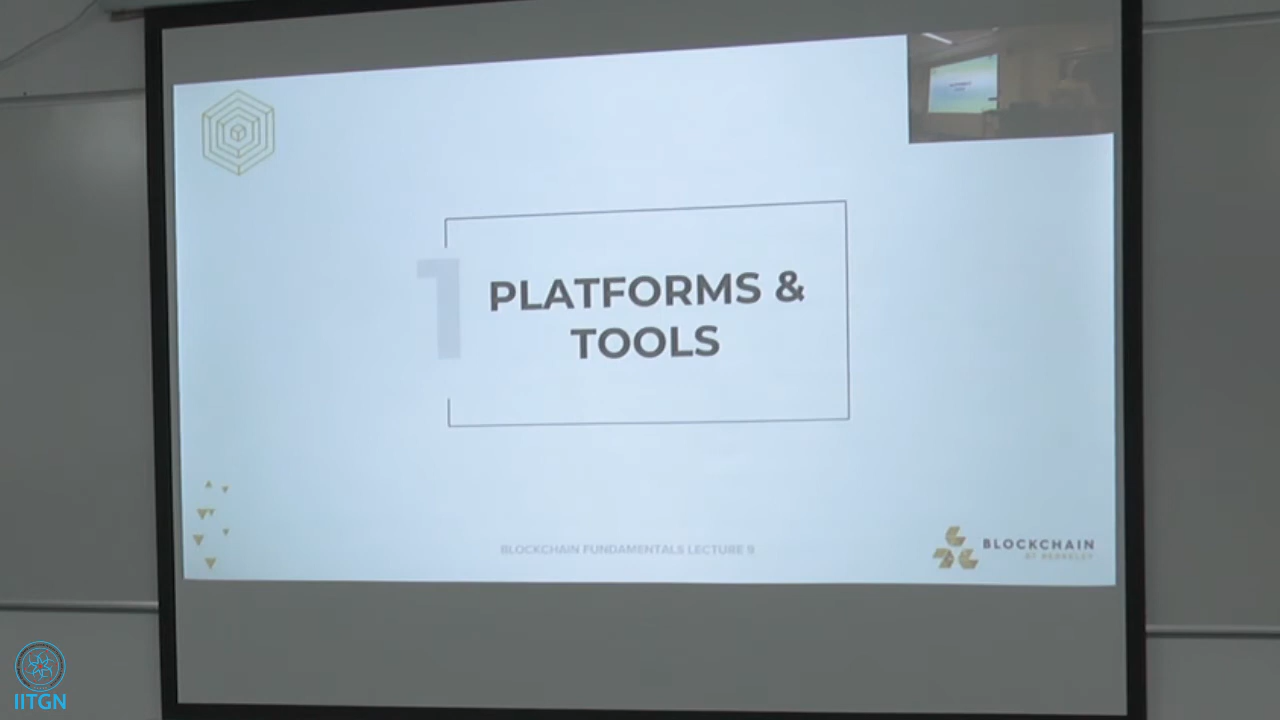 1
PLATFORMS &
TOOLS
BLOCKCHAIN FUNDAMENTALS LECTURE 9
BLOCKCHAIN
AT BERKELEY
IITGN